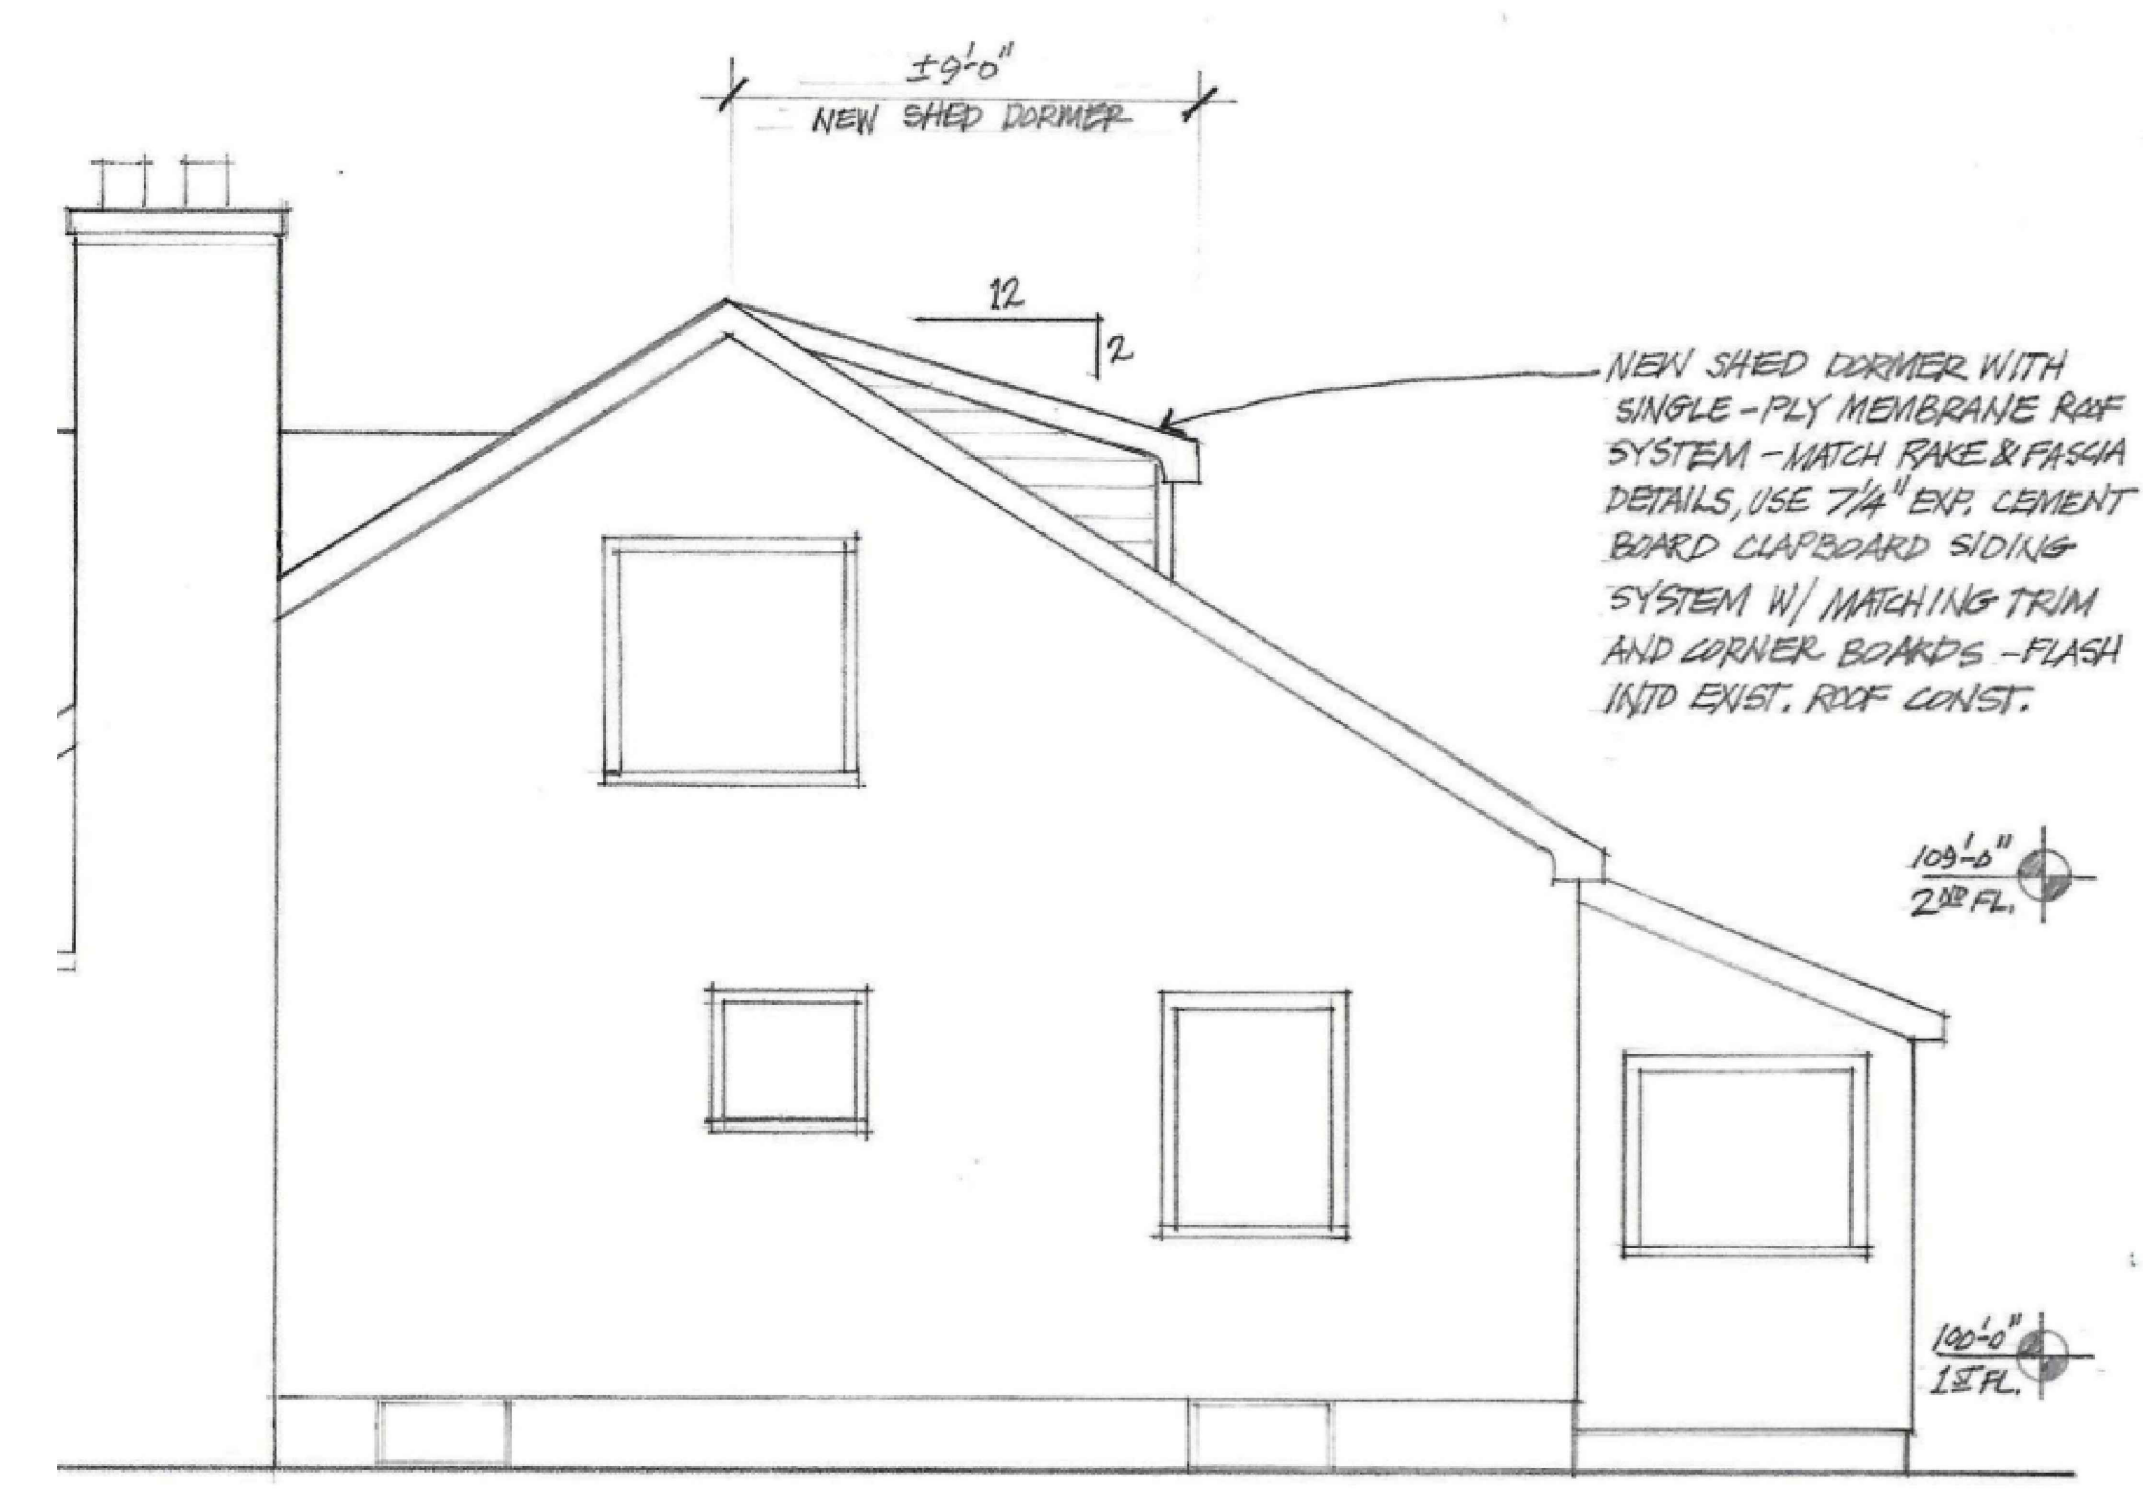 ±9'-0"
NEW SHED DORMER
12
2
NEW SHED DORMER WITH
SINGLE-PLY MEMBRANE ROOF
SYSTEM - MATCH RAKE & FASCIA
DETAILS, USE 7 1/4" EXP. CEMENT
BOARD CLAPBOARD SIDING
SYSTEM W/ MATCHING TRIM
AND CORNER BOARDS - FLASH
INTO EXIST. ROOF CONST.
109'-0"
2ND FL.
100'-0"
1ST FL.